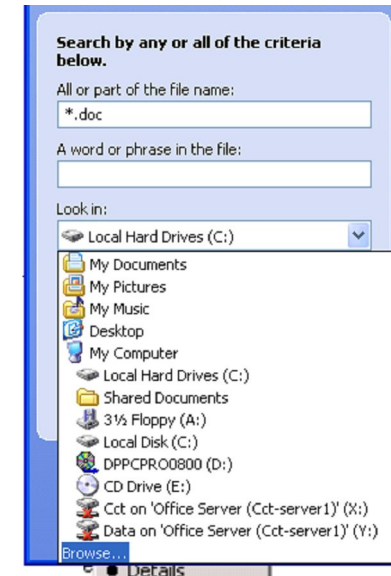 Search by any or all of the criteria
below.
All or part of the file name:
*.doc
A word or phrase in the file:
Look in:
Local Hard Drives (C:)
My Documents
My Pictures
My Music
Desktop
My Computer
Local Hard Drives (C:)
Shared Documents
3½ Floppy (A:)
Local Disk (C:)
DPPCPRO0800 (D:)
CD Drive (E:)
Cct on 'Office Server (Cct-server1)' (X:)
Data on 'Office Server (Cct-server1)' (Y:)
Browse...
Details